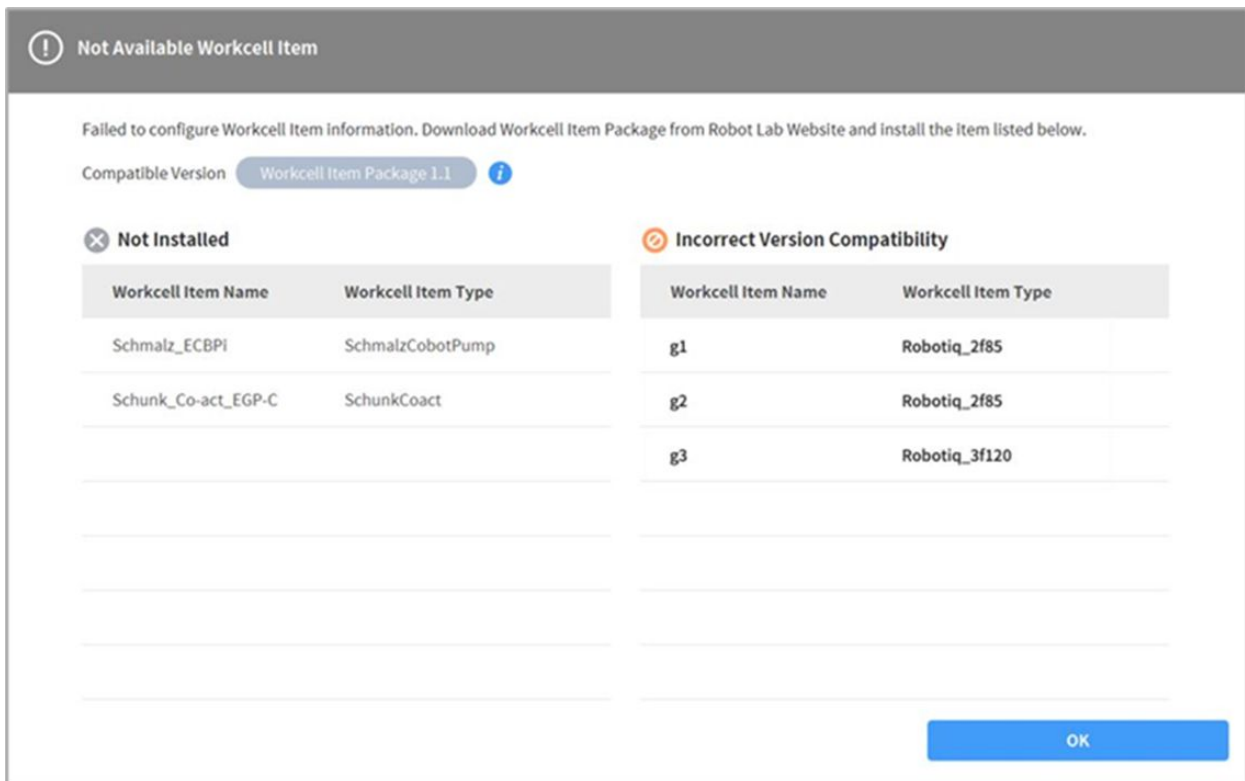 Not Available Workcell Item
Failed to configure Workcell Item information. Download Workcell Item Package from Robot Lab Website and install the item listed below.
Compatible Version Workcell Item Package 1.1
Not Installed
Workcell Item Name Workcell Item Type
Schmalz_ECBPi SchmalzCobotPump
Schunk_Co-act_EGP-C SchunkCoact
Incorrect Version Compatibility
Workcell Item Name Workcell Item Type
g1 Robotiq_2f85
g2 Robotiq_2f85
g3 Robotiq_3f120
OK